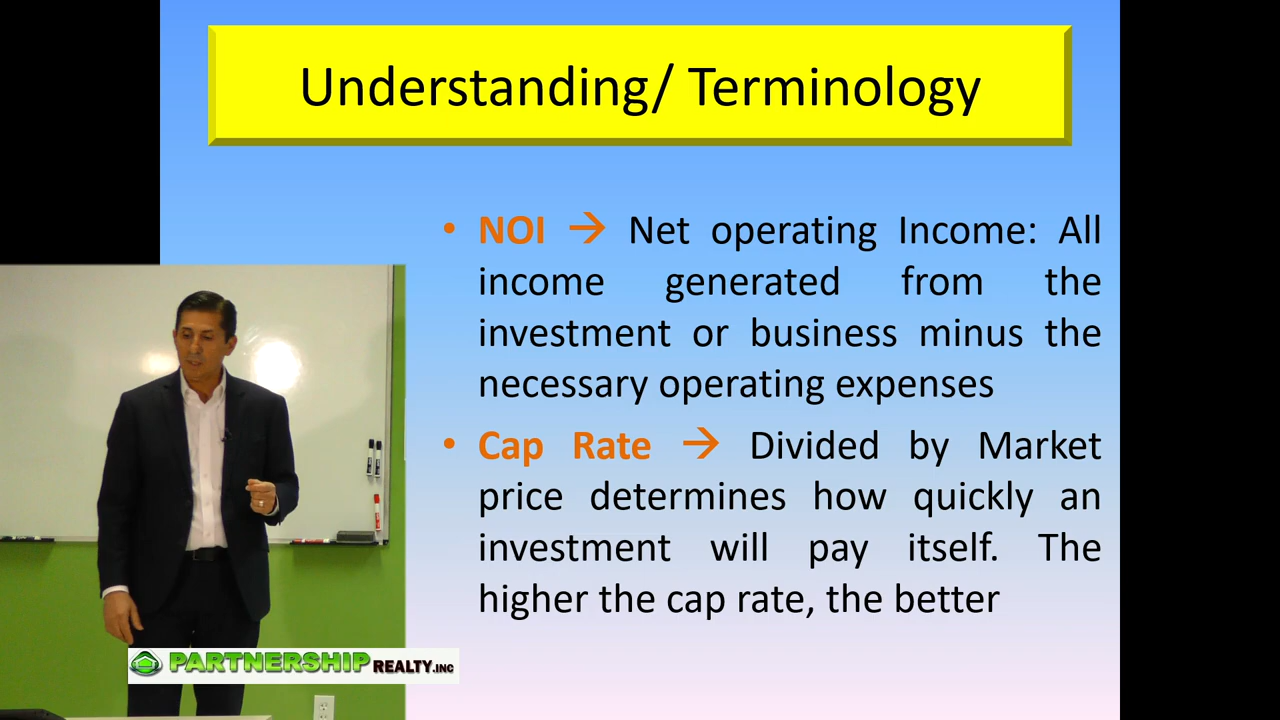 Understanding/ Terminology
• NOI → Net operating Income: All
income generated from the
investment or business minus the
necessary operating expenses
• Cap Rate → Divided by Market
price determines how quickly an
investment will pay itself. The
higher the cap rate, the better
PARTNERSHIP REALTY.INC